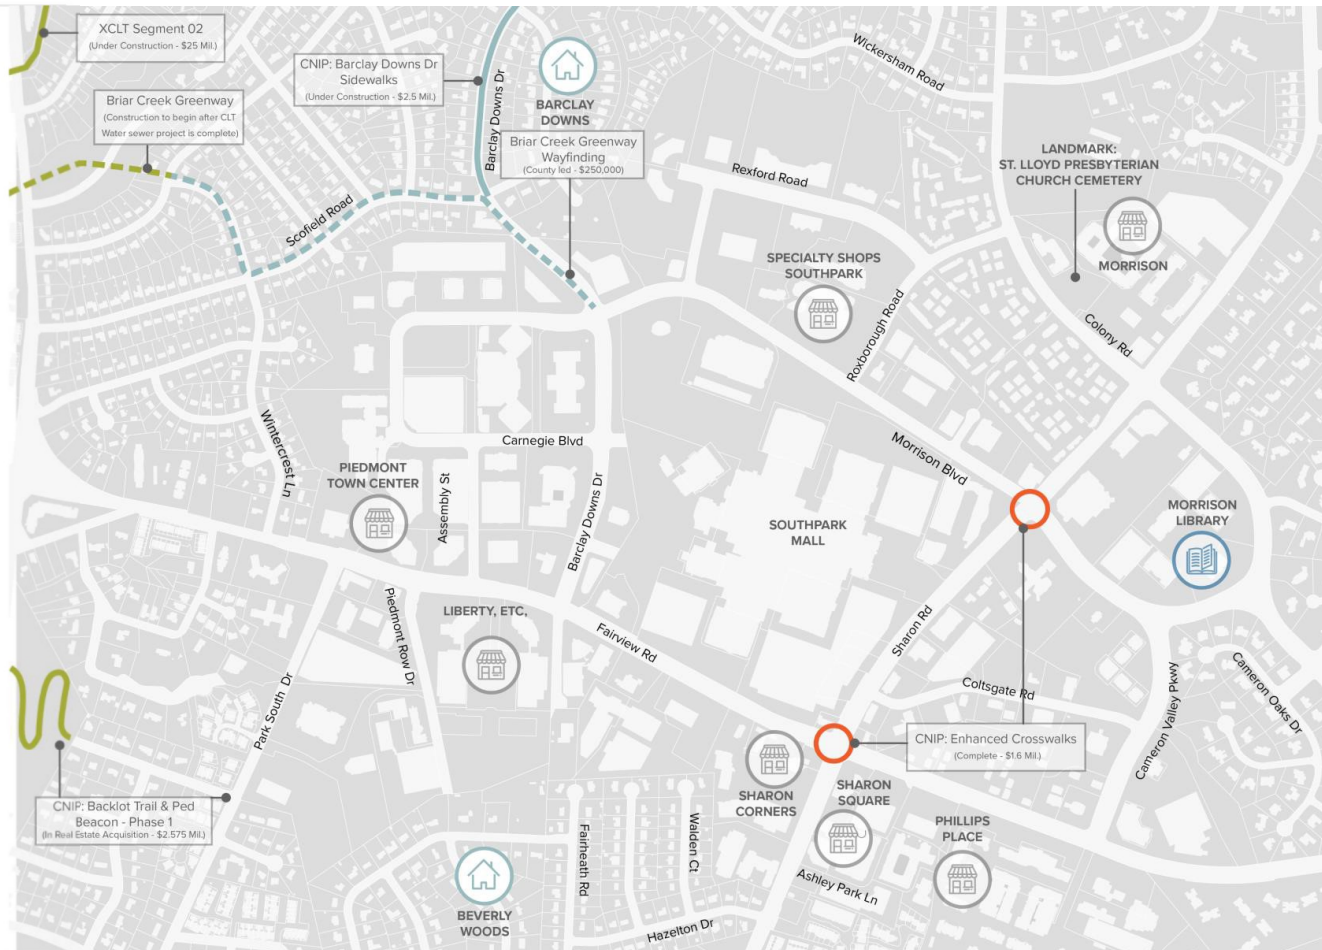 XCLT Segment 02
(Under Construction - $25 Mil.)
CNIP: Barclay Downs Dr
Sidewalks
(Under Construction - $2.5 Mil.)
Barclay Downs Dr
BARCLAY
DOWNS
Wickersham Road
Briar Creek Greenway
(Construction to begin after CLT
Water sewer project is complete)
Briar Creek Greenway
Wayfinding
(County led - $250,000)
Rexford Road
LANDMARK:
ST. LLOYD PRESBYTERIAN
CHURCH CEMETERY
MORRISON
Scofield Road
SPECIALTY SHOPS
SOUTHPARK
Roxborough Road
Colony Rd
Wintercrest Ln
Carnegie Blvd
Morrison Blvd
PIEDMONT
TOWN CENTER
Assembly St
Barclay Downs Dr
SOUTHPARK
MALL
MORRISON
LIBRARY
Piedmont Row Dr
LIBERTY, ETC,
Fairview Rd
Sharon Rd
Park South Dr
Coltsgate Rd
Cameron Valley Pkwy
Cameron Oaks Dr
CNIP: Enhanced Crosswalks
(Complete - $1.6 Mil.)
CNIP: Backlot Trail & Ped
Beacon - Phase 1
(In Real Estate Acquisition - $2.575 Mil.)
SHARON
CORNERS
SHARON
SQUARE
PHILLIPS
PLACE
Fairheath Rd
Walden Ct
Ashley Park Ln
BEVERLY
WOODS
Hazelton Dr